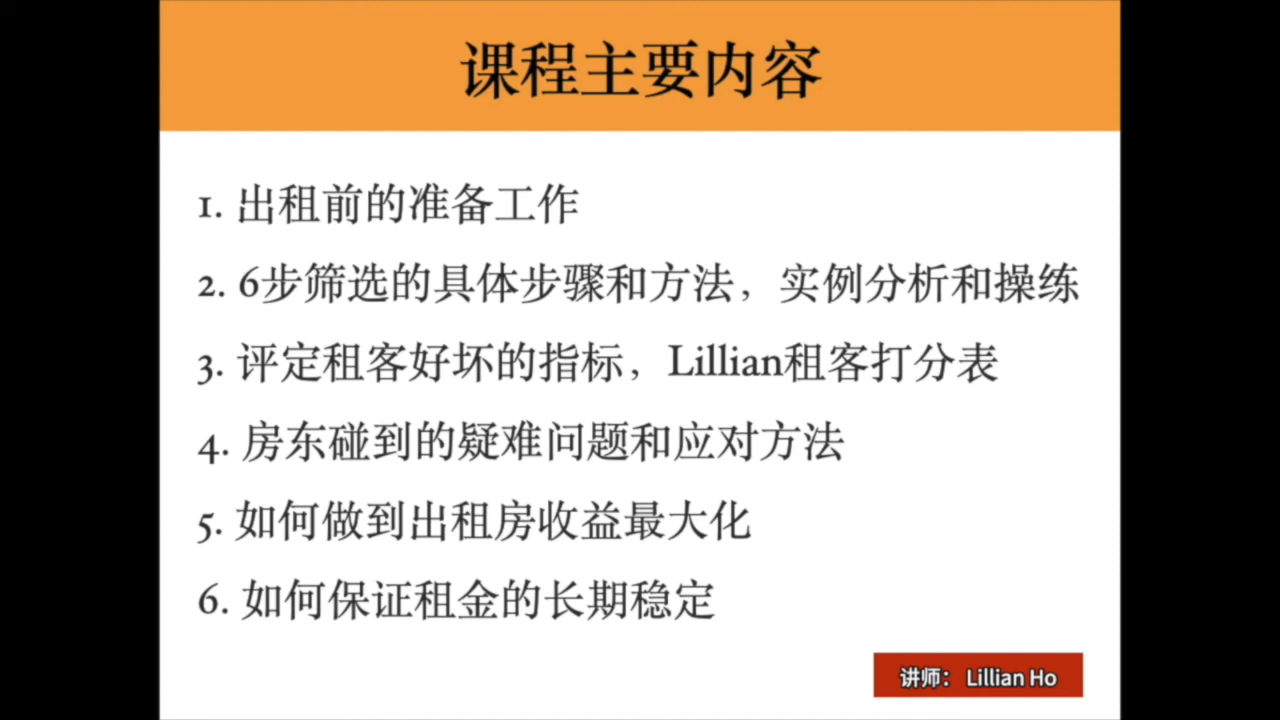 课程主要内容
1. 出租前的准备工作
2. 6步筛选的具体步骤和方法，实例分析和操练
3. 评定租客好坏的指标，Lillian租客打分表
4. 房东碰到的疑难问题和应对方法
5. 如何做到出租房收益最大化
6. 如何保证租金的长期稳定
讲师： Lillian Ho